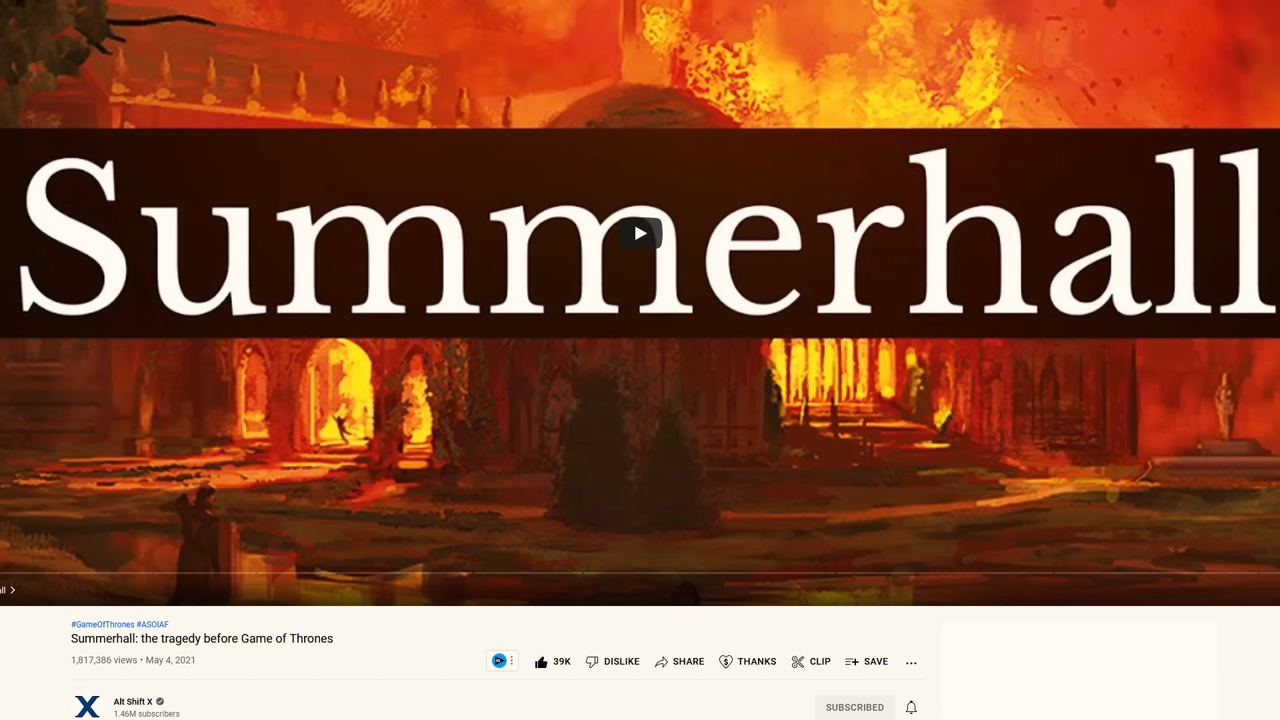 Summerhall
ll
#GameOfThrones #ASOIAF
Summerhall: the tragedy before Game of Thrones
1,817,386 views • May 4, 2021
39K
DISLIKE
SHARE
THANKS
CLIP
SAVE
Alt Shift X
1.46M subscribers
SUBSCRIBED